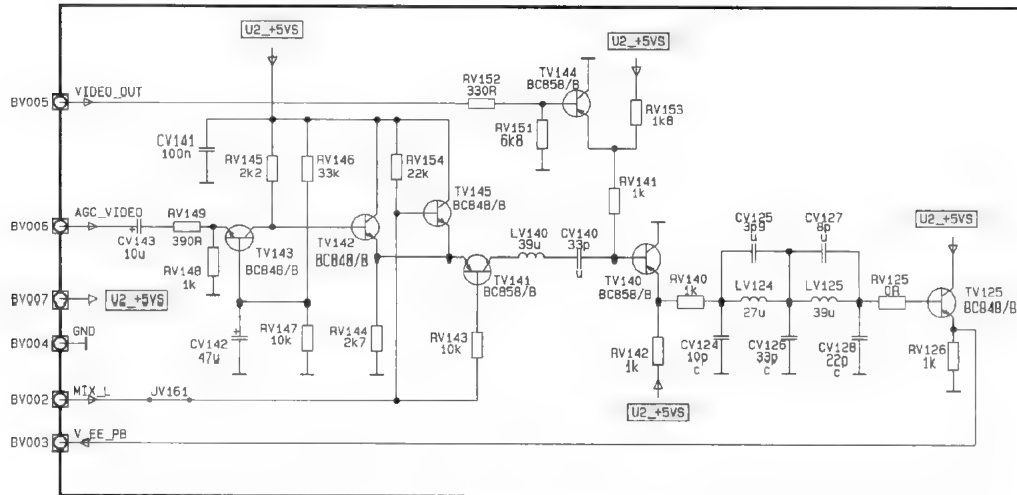 U2_+5VS
U2_+5VS
TV144
BC858/B
RV152
330R
RV153
1k8
BV005
VIDEO_OUT
RV151
6k8
CV141
100n
RV145
2k2
RV146
33k
RV154
22k
TV145
BC848/B
RV141
1k
BV006
AGC_VIDEO
RV149
390R
CV143
10u
TV143
BC848/B
TV142
BC848/B
LV140
39u
CV140
33p
u
CV125
3p9
u
CV127
8p
u
U2_+5VS
RV148
1k
TV141
BC858/B
TV140
BC858/B
RV140
1k
LV124
27u
LV125
39u
RV125
0R
TV125
BC848/B
BV007
U2_+5VS
BV004
GND
CV142
47u
RV147
10k
RV144
2k7
RV143
10k
RV142
1k
CV124
10p
c
CV126
33p
c
CV128
22p
c
RV126
1k
BV002
MIX_L
JV161
U2_+5VS
BV003
V_EE_PB